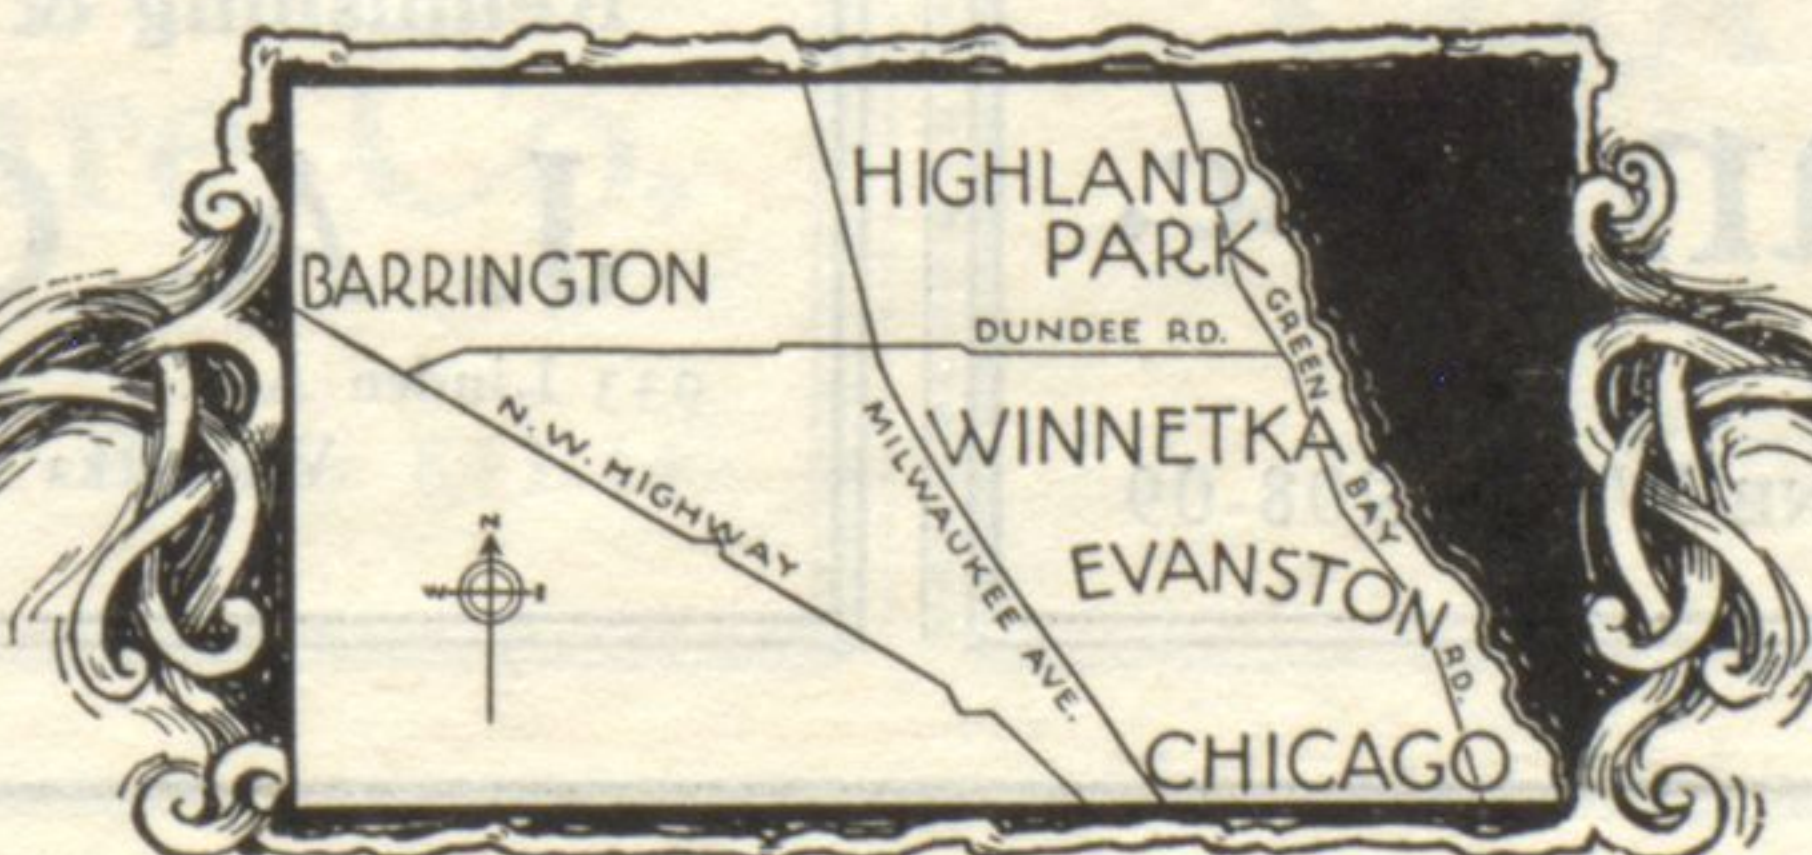 HIGHLAND
PARK
BARRINGTON
DUNDEE RD.
GREEN BAY RD.
WINNETKA
N.W. HIGHWAY
MILWAUKEE AVE.
N
W E
EVANSTON
CHICAGO